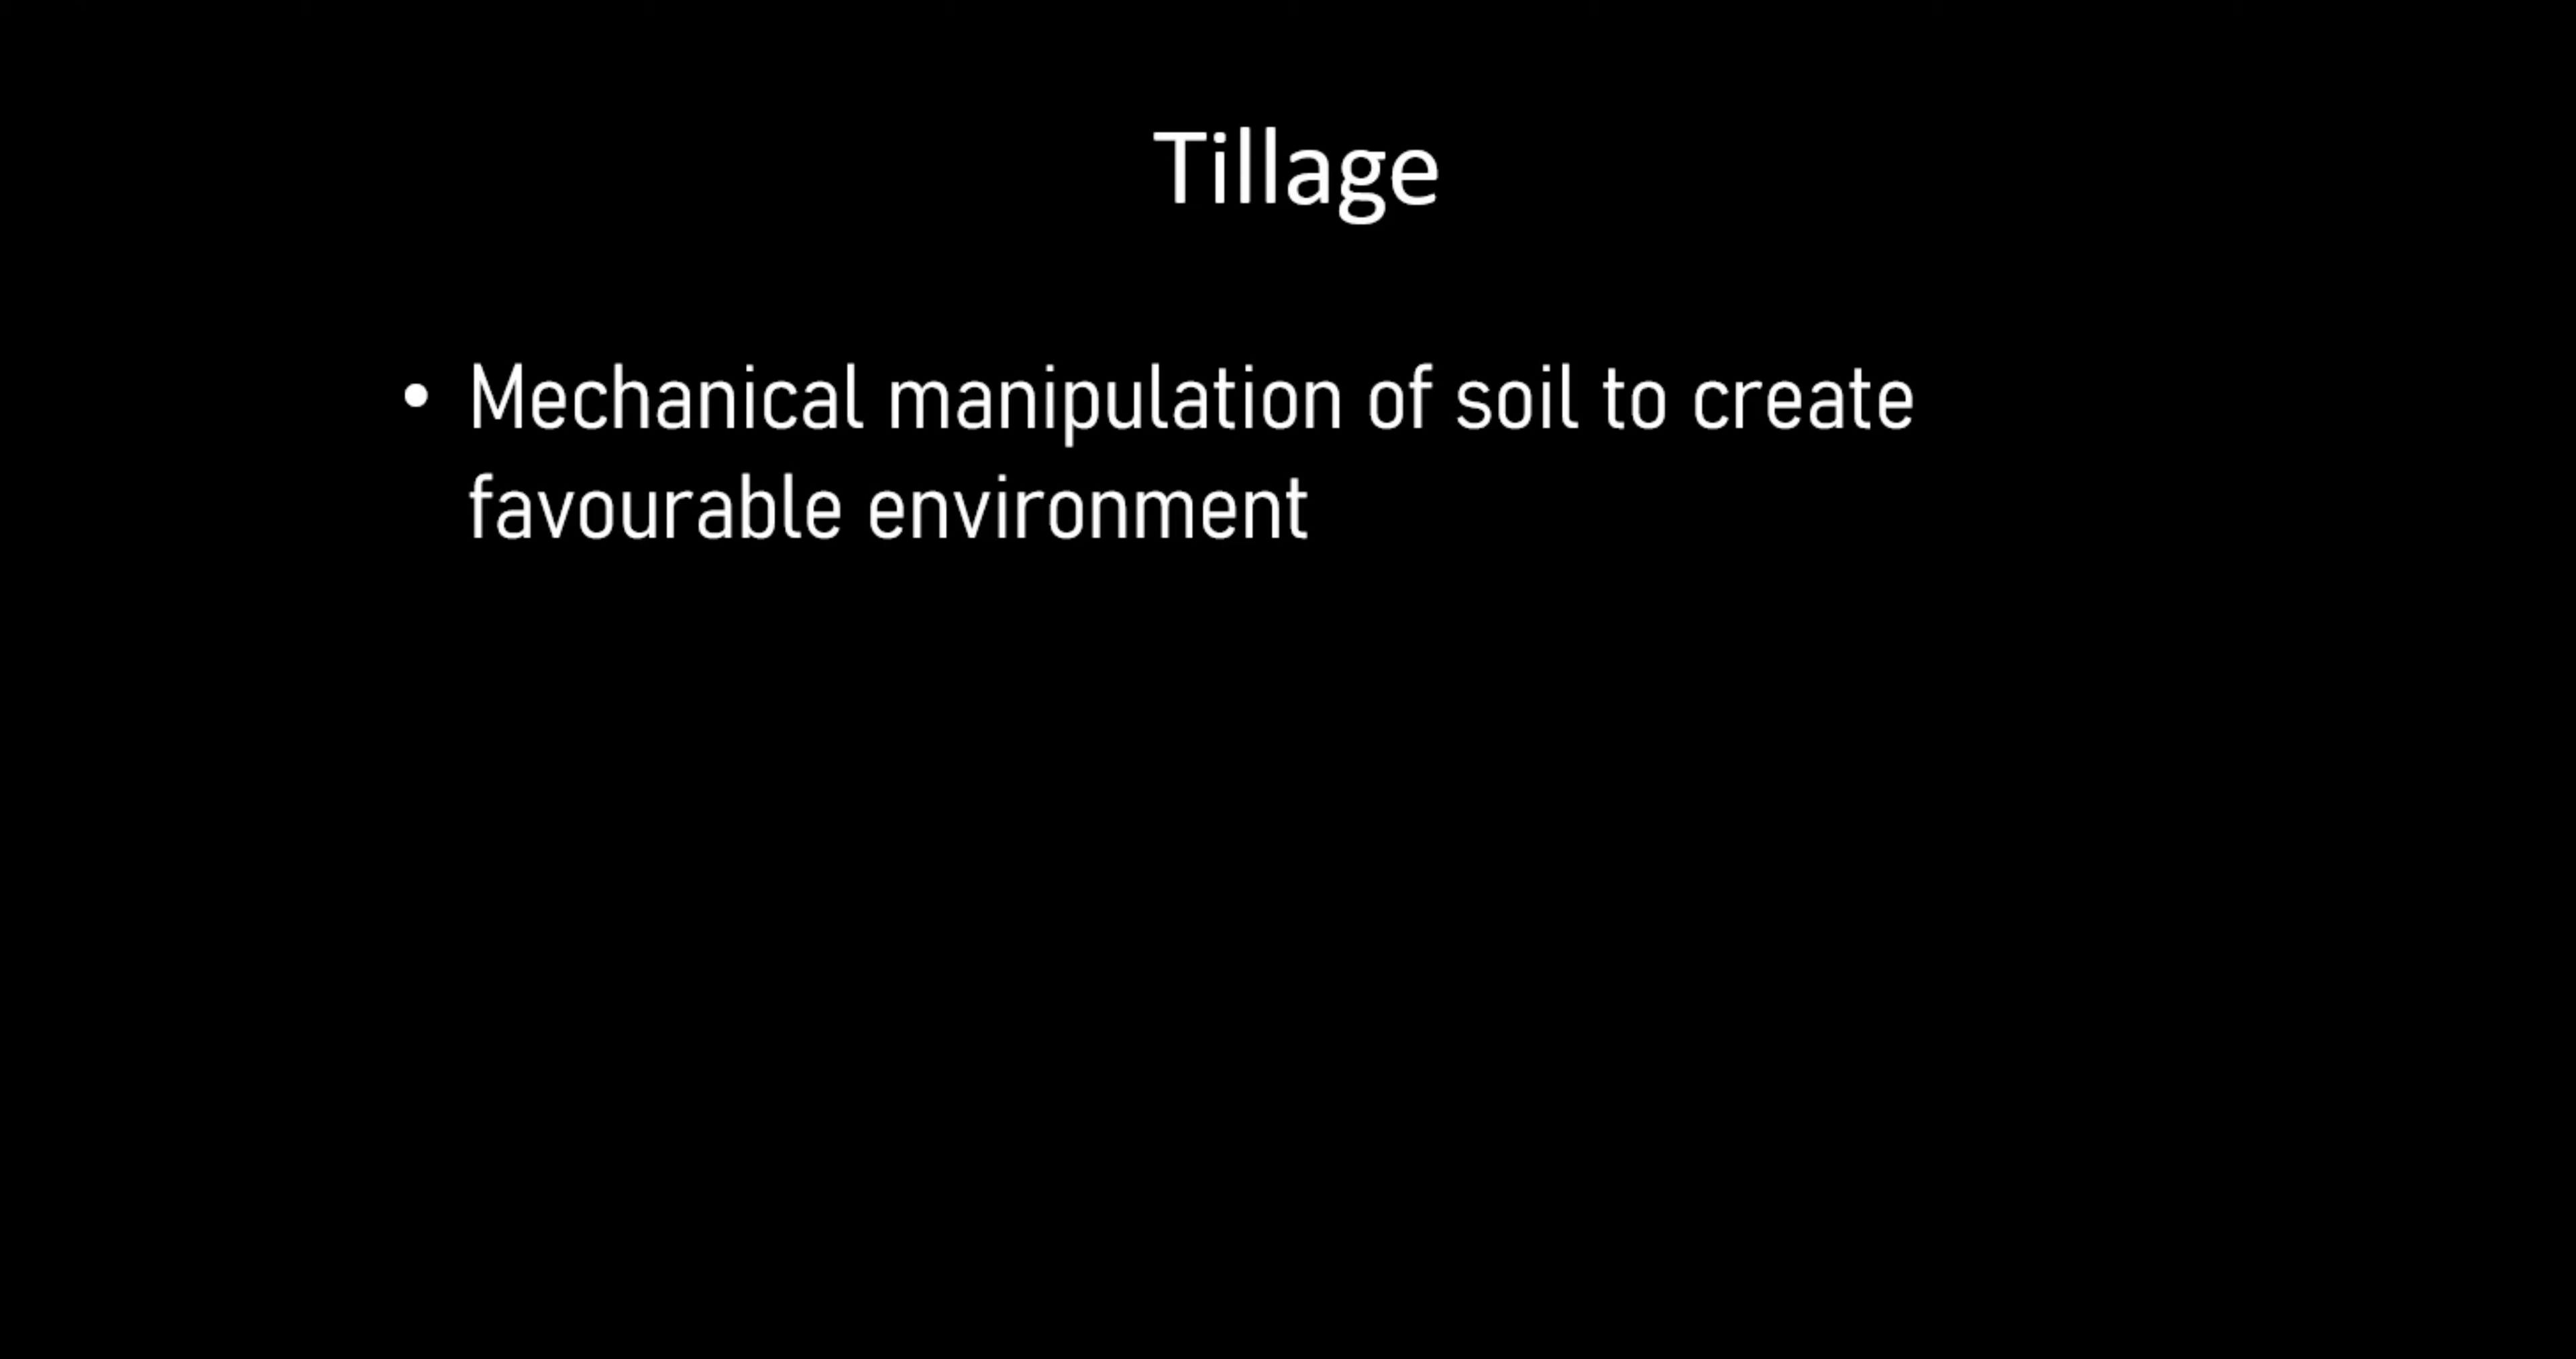 Tillage
• Mechanical manipulation of soil to create
favourable environment